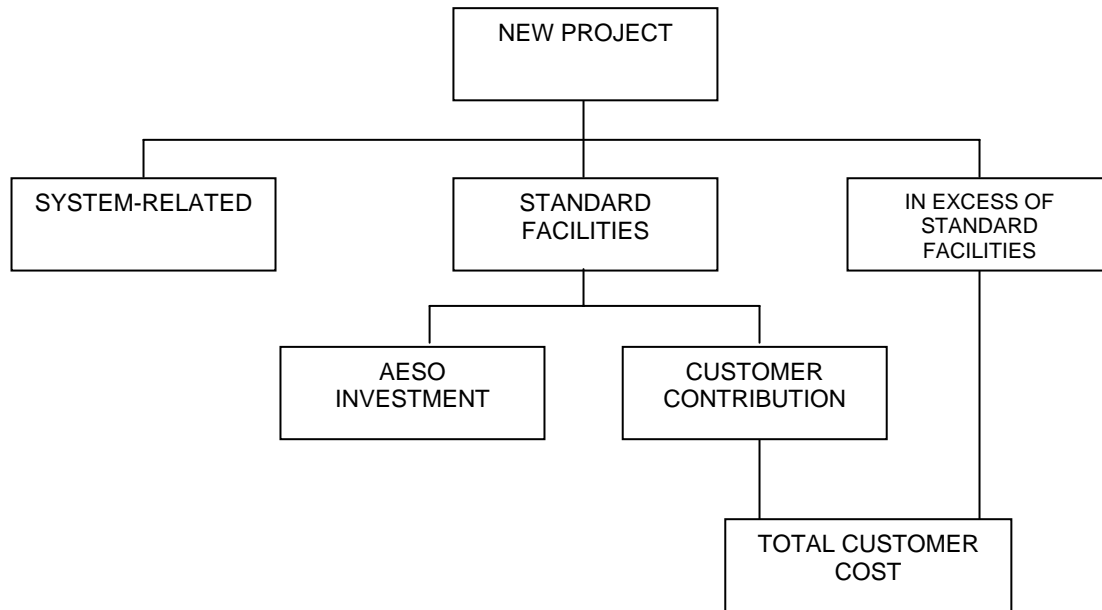 NEW PROJECT
SYSTEM-RELATED
STANDARD
FACILITIES
IN EXCESS OF
STANDARD
FACILITIES
AESO
INVESTMENT
CUSTOMER
CONTRIBUTION
TOTAL CUSTOMER
COST